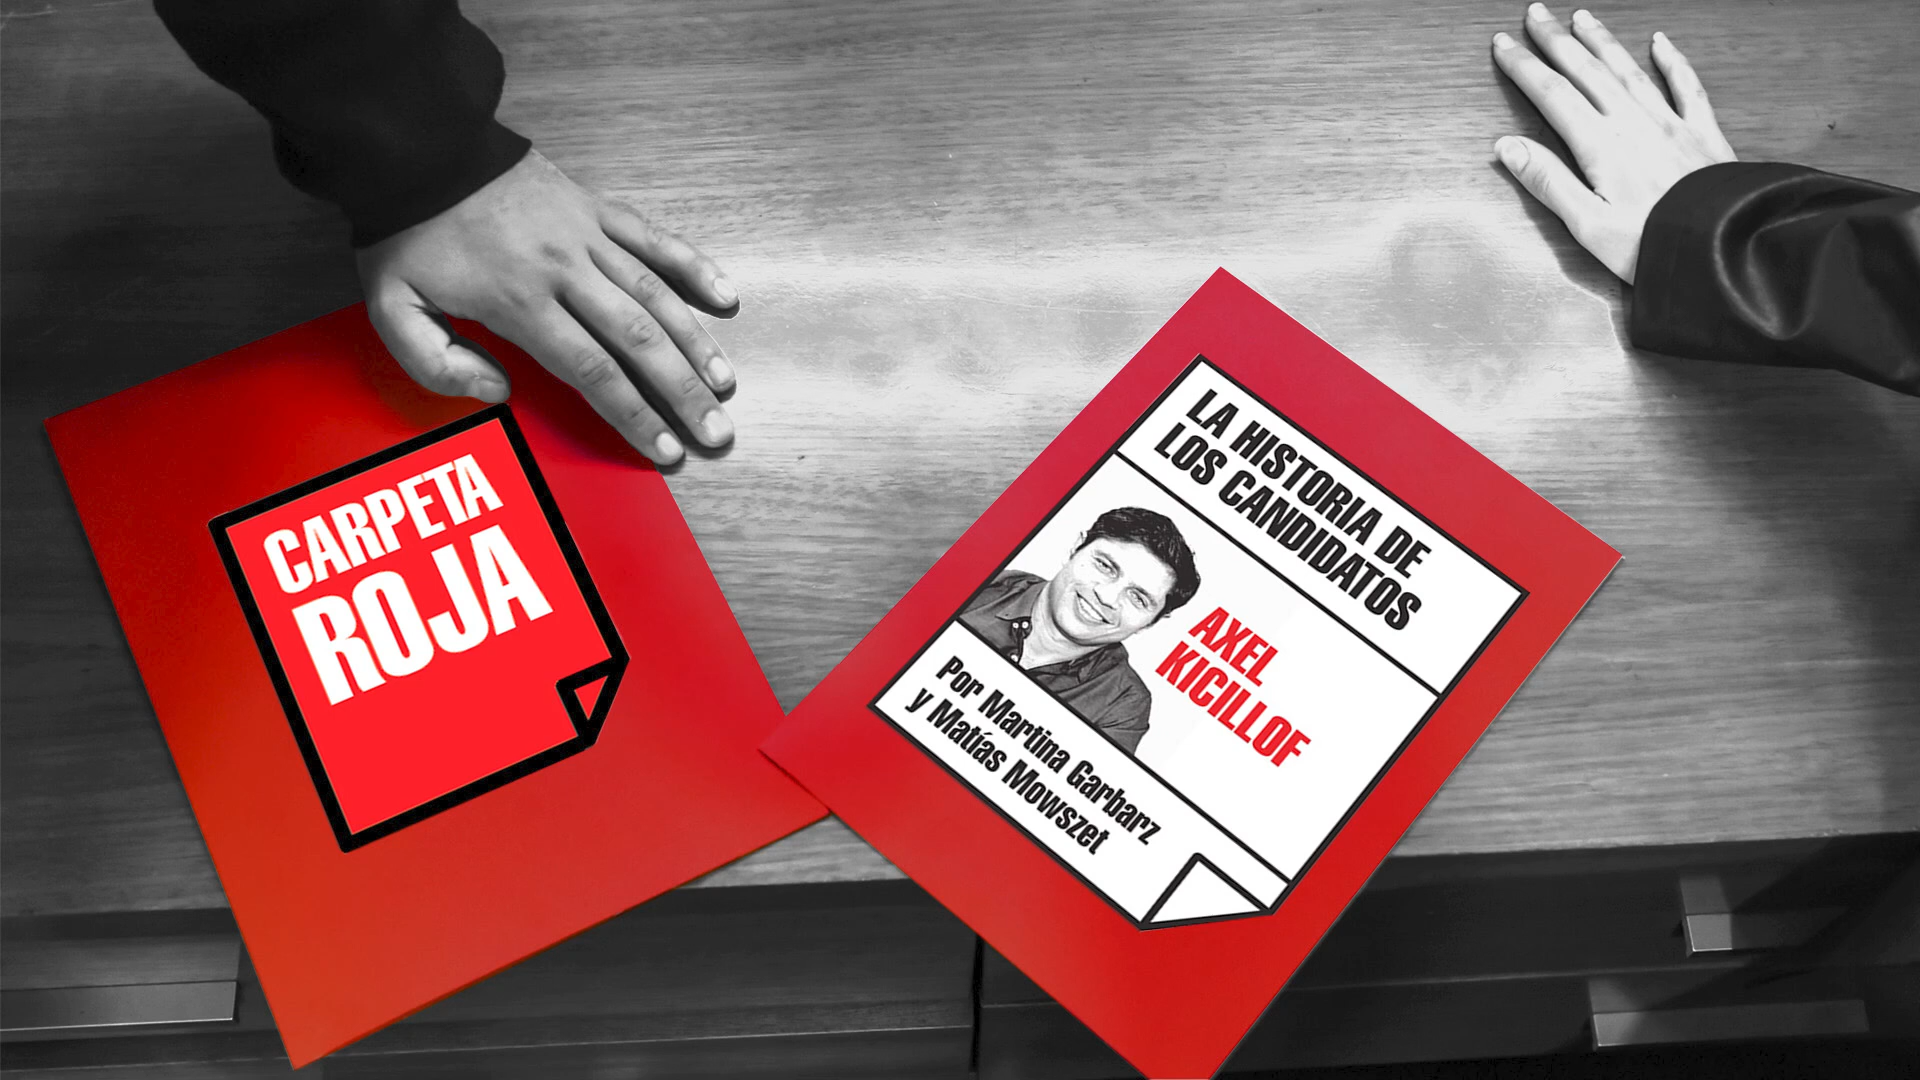 CARPETA
ROJA
LA HISTORIA DE
LOS CANDIDATOS
AXEL
KICILLOF
Por Martina Garbarz
y Matías Mowszet